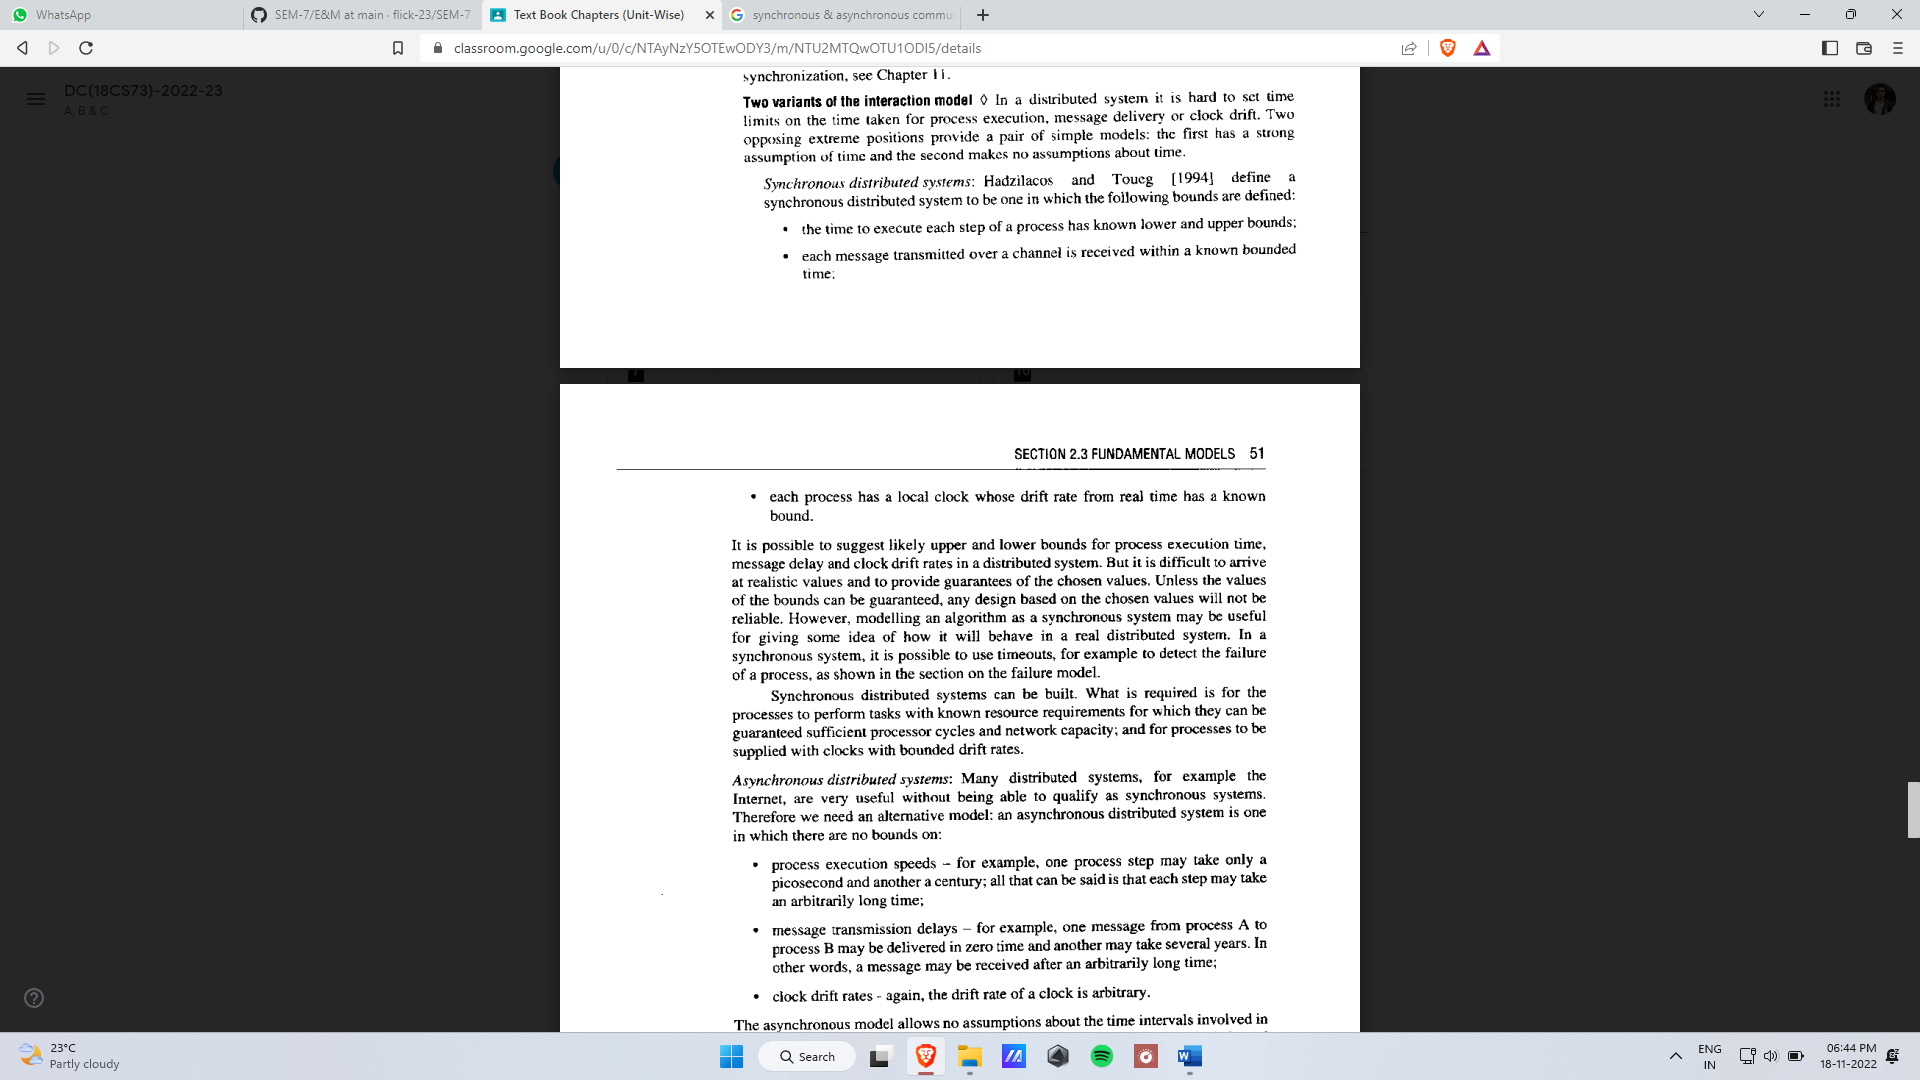 WhatsApp
SEM-7/E&M at main · flick-23/SEM-7
Text Book Chapters (Unit-Wise)
synchronous & asynchronous commu
classroom.google.com/u/0/c/NTAyNzY5OTEwODY3/m/NTU2MTQwOTU1ODI5/details
DC(18CS73)-2022-23
A, B & C
synchronization, see Chapter 11.
Two variants of the interaction model ◊ In a distributed system it is hard to set time
limits on the time taken for process execution, message delivery or clock drift. Two
opposing extreme positions provide a pair of simple models: the first has a strong
assumption of time and the second makes no assumptions about time.
Synchronous distributed systems: Hadzilacos and Toueg [1994] define a
synchronous distributed system to be one in which the following bounds are defined:
• the time to execute each step of a process has known lower and upper bounds;
• each message transmitted over a channel is received within a known bounded
time;
SECTION 2.3 FUNDAMENTAL MODELS 51
• each process has a local clock whose drift rate from real time has a known
bound.
It is possible to suggest likely upper and lower bounds for process execution time,
message delay and clock drift rates in a distributed system. But it is difficult to arrive
at realistic values and to provide guarantees of the chosen values. Unless the values
of the bounds can be guaranteed, any design based on the chosen values will not be
reliable. However, modelling an algorithm as a synchronous system may be useful
for giving some idea of how it will behave in a real distributed system. In a
synchronous system, it is possible to use timeouts, for example to detect the failure
of a process, as shown in the section on the failure model.
Synchronous distributed systems can be built. What is required is for the
processes to perform tasks with known resource requirements for which they can be
guaranteed sufficient processor cycles and network capacity; and for processes to be
supplied with clocks with bounded drift rates.
Asynchronous distributed systems: Many distributed systems, for example the
Internet, are very useful without being able to qualify as synchronous systems.
Therefore we need an alternative model: an asynchronous distributed system is one
in which there are no bounds on:
• process execution speeds – for example, one process step may take only a
picosecond and another a century; all that can be said is that each step may take
an arbitrarily long time;
• message transmission delays – for example, one message from process A to
process B may be delivered in zero time and another may take several years. In
other words, a message may be received after an arbitrarily long time;
• clock drift rates - again, the drift rate of a clock is arbitrary.
The asynchronous model allows no assumptions about the time intervals involved in
23°C
Partly cloudy
Search
ENG
IN
06:44 PM
18-11-2022